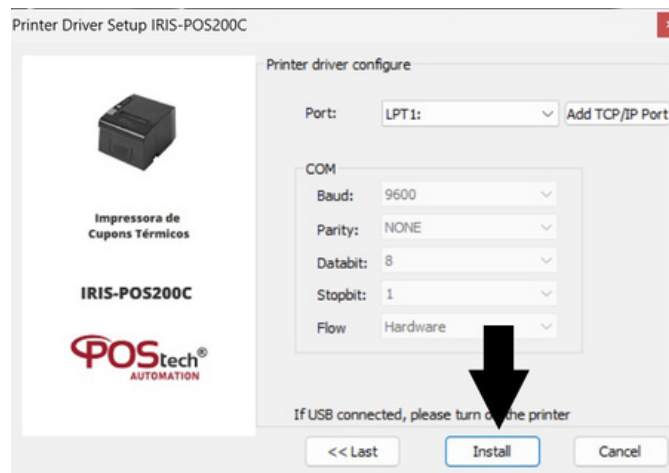 Printer Driver Setup IRIS-POS200C
Printer driver configure
Port: LPT1: Add TCP/IP Port
COM
Baud: 9600
Parity: NONE
Databit: 8
Stopbit: 1
Flow Hardware
Impressora de
Cupons Térmicos
IRIS-POS200C
POStech®
AUTOMATION
If USB connected, please turn the printer
<< Last Install Cancel